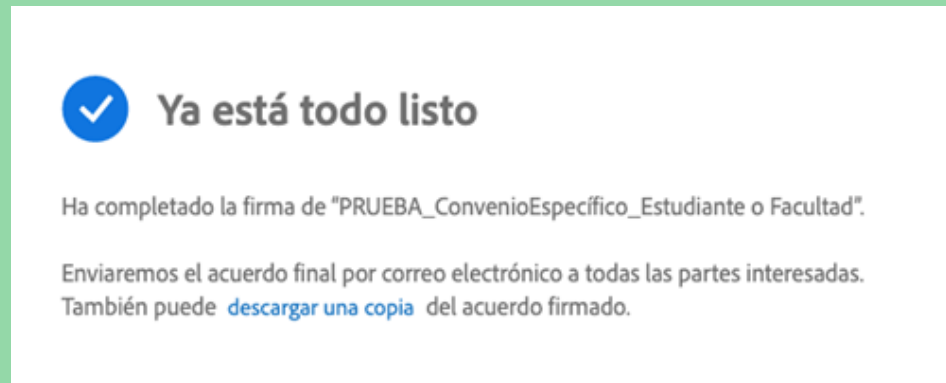 Ya está todo listo
Ha completado la firma de "PRUEBA_ConvenioEspecífico_Estudiante o Facultad".
Enviaremos el acuerdo final por correo electrónico a todas las partes interesadas.
También puede descargar una copia del acuerdo firmado.